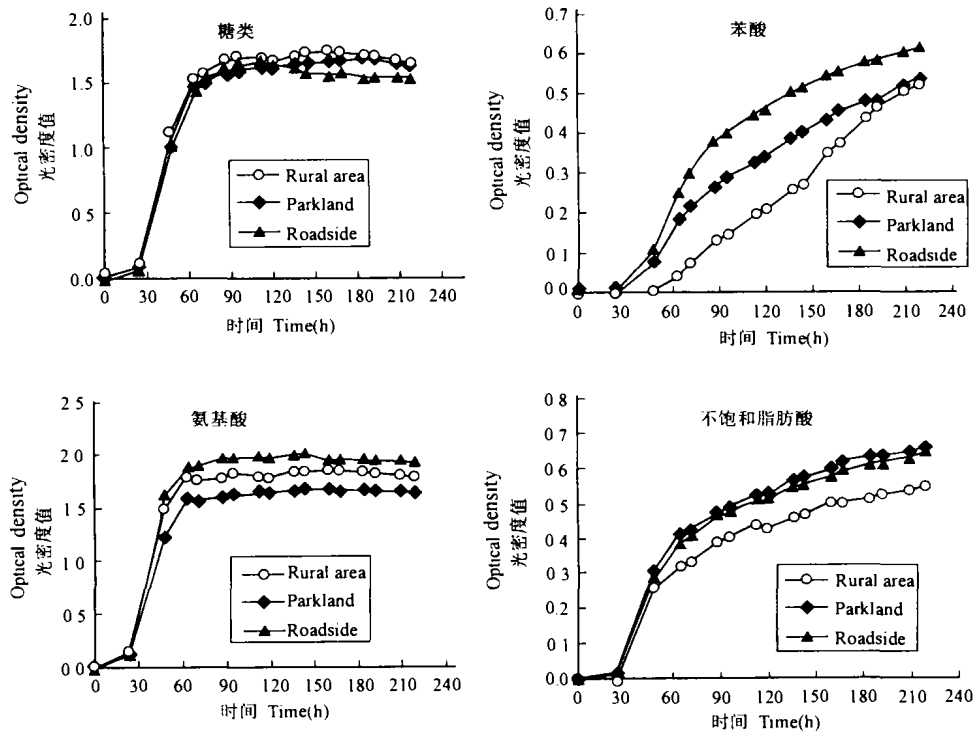 糖类
2.0
1.5
1.0
1.5
0.0
Optical density
光密度值
Rural area
Parkland
Roadside
0 30 60 90 120 150 180 210 240
时间 Time(h)
苯酸
0.7
0.6
0.5
0.4
0.3
0.2
0.1
0 0
Optical density
光密度值
Rural area
Parkland
Roadside
0 30 60 90 120 150 180 210 240
时间 Time(h)
氨基酸
2 5
2.0
1.5
1 0
0 5
0 0
Optical density
光密度值
Rural area
Parkland
Roadside
0 30 60 90 120 150 180 210 240
时间 Time(h)
不饱和脂肪酸
0 8
0.7
0.6
0.5
0.4
0.3
0.2
0.1
0
Optical density
光密度值
Rural area
Parkland
Roadside
0 30 60 90 120 150 180 210 240
时间 Time(h)